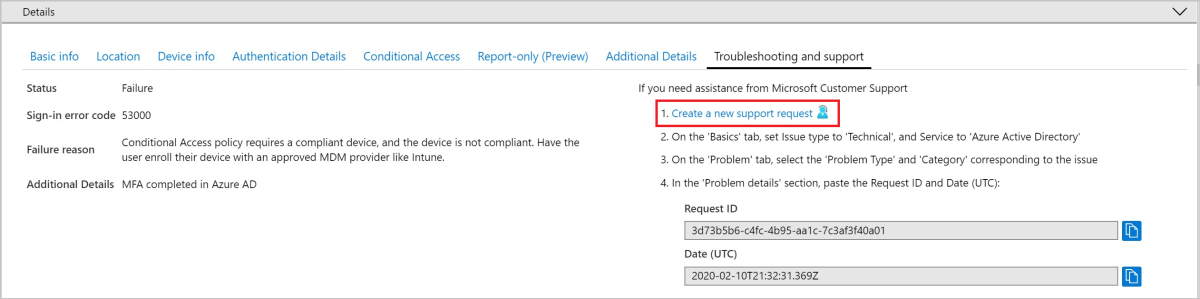 Details
Basic info Location Device info Authentication Details Conditional Access Report-only (Preview) Additional Details Troubleshooting and support
Status Failure
Sign-in error code 53000
Failure reason Conditional Access policy requires a compliant device, and the device is not compliant. Have the
user enroll their device with an approved MDM provider like Intune.
Additional Details MFA completed in Azure AD
If you need assistance from Microsoft Customer Support
1. Create a new support request
2. On the 'Basics' tab, set Issue type to 'Technical', and Service to 'Azure Active Directory'
3. On the 'Problem' tab, select the 'Problem Type' and 'Category' corresponding to the issue
4. In the 'Problem details' section, paste the Request ID and Date (UTC):
Request ID
3d73b5b6-c4fc-4b95-aa1c-7c3af3f40a01
Date (UTC)
2020-02-10T21:32:31.369Z